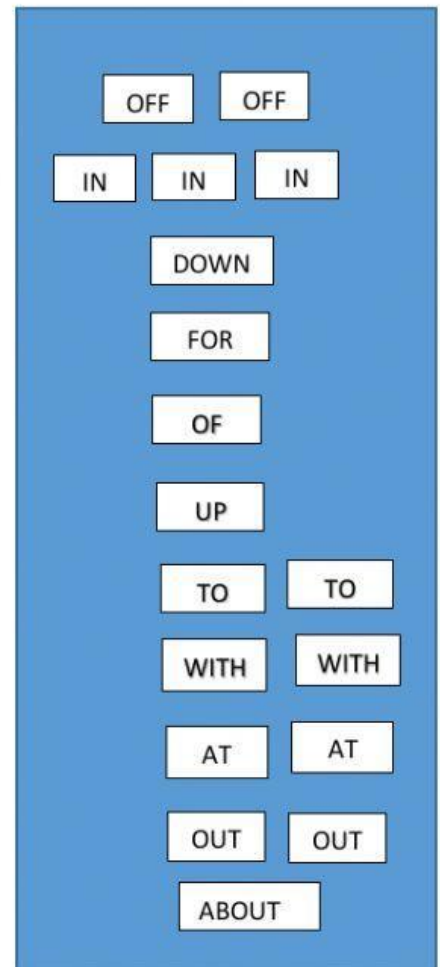 OFF OFF
IN IN IN
DOWN
FOR
OF
UP
TO TO
WITH WITH
AT AT
OUT OUT
ABOUT